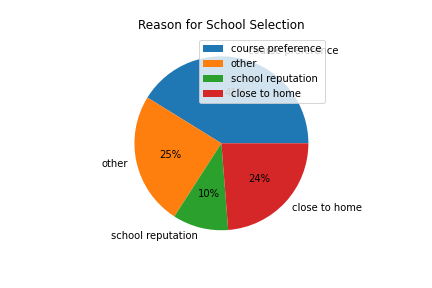 Reason for School Selection
course preference
other
school reputation
close to home
25%
10%
24%
other
school reputation
close to home